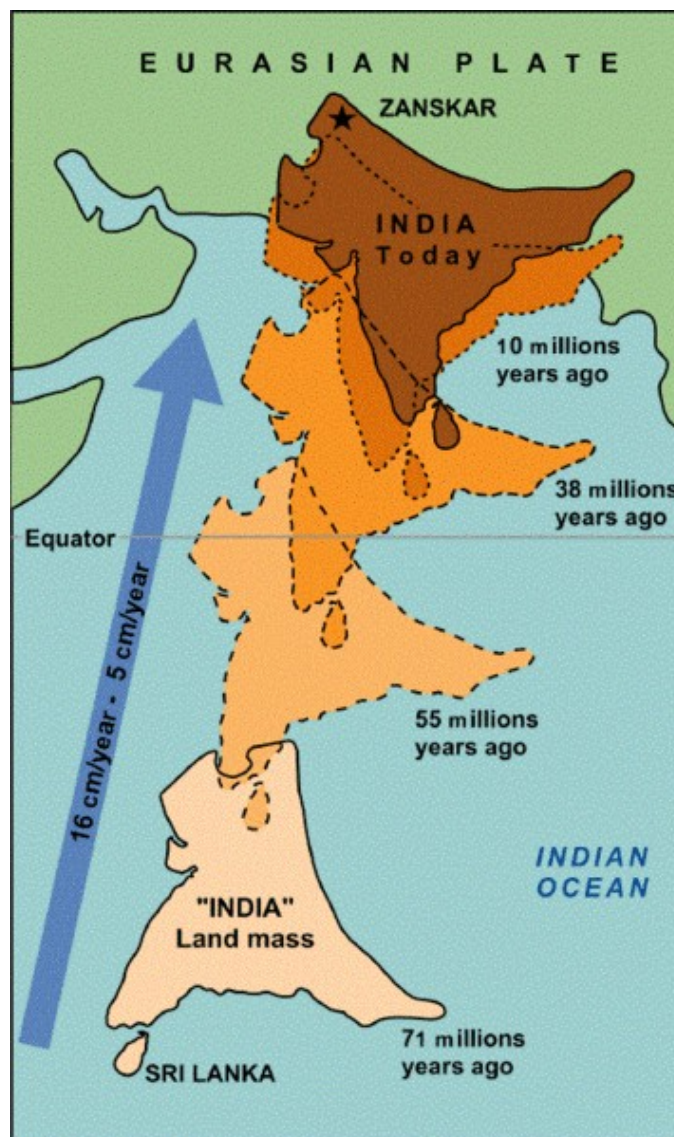 EURASIAN PLATE
ZANSKAR
INDIA
Today
10 millions
years ago
38 millions
years ago
Equator
16 cm/year - 5 cm/year
55 millions
years ago
INDIAN
OCEAN
"INDIA"
Land mass
71 millions
years ago
SRI LANKA